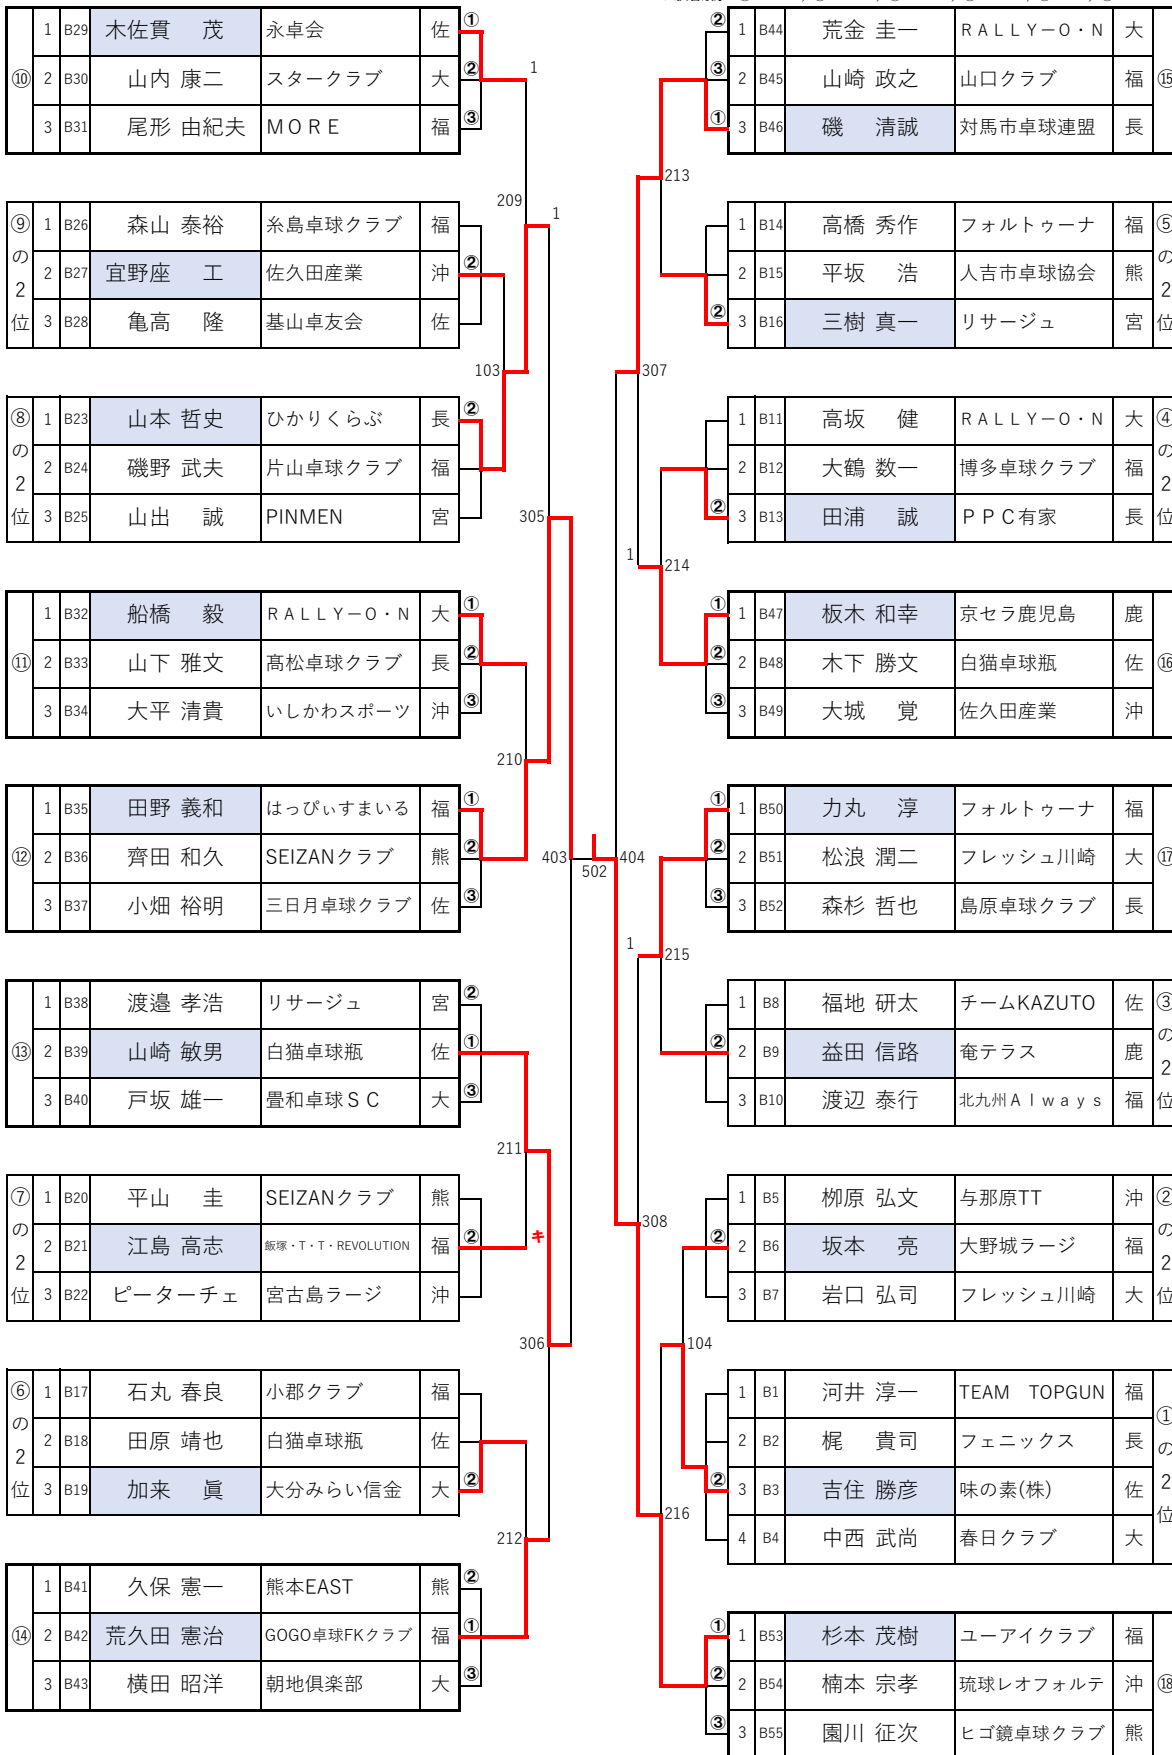 ⑩
1 B29 木佐貫 茂 永卓会 佐 ①
2 B30 山内 康二 スタークラブ 大 ②
3 B31 尾形 由紀夫 ＭＯＲＥ 福 ③
1
209
1
⑨の2位
1 B26 森山 泰裕 糸島卓球クラブ 福
2 B27 宜野座 工 佐久田産業 沖 ②
3 B28 亀高 隆 基山卓友会 佐
103
⑧の2位
1 B23 山本 哲史 ひかりくらぶ 長 ②
2 B24 磯野 武夫 片山卓球クラブ 福
3 B25 山出 誠 PINMEN 宮
305
⑪
1 B32 船橋 毅 ＲＡＬＬＹ－Ｏ・Ｎ 大 ①
2 B33 山下 雅文 髙松卓球クラブ 長 ②
3 B34 大平 清貴 いしかわスポーツ 沖 ③
210
⑫
1 B35 田野 義和 はっぴぃすまいる 福 ①
2 B36 齊田 和久 SEIZANクラブ 熊 ②
3 B37 小畑 裕明 三日月卓球クラブ 佐 ③
403
502
404
⑬
1 B38 渡邉 孝浩 リサージュ 宮 ②
2 B39 山崎 敏男 白猫卓球瓶 佐 ①
3 B40 戸坂 雄一 畳和卓球ＳＣ 大 ③
211
⑦の2位
1 B20 平山 圭 SEIZANクラブ 熊
2 B21 江島 高志 飯塚・T・T・REVOLUTION 福 ②
3 B22 ピーターチェ 宮古島ラージ 沖
キ
306
⑥の2位
1 B17 石丸 春良 小郡クラブ 福
2 B18 田原 靖也 白猫卓球瓶 佐
3 B19 加来 眞 大分みらい信金 大 ②
212
⑭
1 B41 久保 憲一 熊本EAST 熊 ②
2 B42 荒久田 憲治 GOGO卓球FKクラブ 福 ①
3 B43 横田 昭洋 朝地倶楽部 大 ③
② 1 B44 荒金 圭一 ＲＡＬＬＹ－Ｏ・Ｎ 大
③ 2 B45 山崎 政之 山口クラブ 福
① 3 B46 磯 清誠 対馬市卓球連盟 長
⑮
213
1 B14 高橋 秀作 フォルトゥーナ 福
2 B15 平坂 浩 人吉市卓球協会 熊
② 3 B16 三樹 真一 リサージュ 宮
⑤の2位
307
1 B11 高坂 健 ＲＡＬＬＹ－Ｏ・Ｎ 大
2 B12 大鶴 数一 博多卓球クラブ 福
② 3 B13 田浦 誠 ＰＰＣ有家 長
④の2位
1
214
① 1 B47 板木 和幸 京セラ鹿児島 鹿
② 2 B48 木下 勝文 白猫卓球瓶 佐
③ 3 B49 大城 覚 佐久田産業 沖
⑯
① 1 B50 力丸 淳 フォルトゥーナ 福
② 2 B51 松浪 潤二 フレッシュ川崎 大
③ 3 B52 森杉 哲也 島原卓球クラブ 長
⑰
1
215
1 B8 福地 研太 チームKAZUTO 佐
② 2 B9 益田 信路 奄テラス 鹿
3 B10 渡辺 泰行 北九州Ａｌｗａｙｓ 福
③の2位
308
1 B5 栁原 弘文 与那原TT 沖
② 2 B6 坂本 亮 大野城ラージ 福
3 B7 岩口 弘司 フレッシュ川崎 大
②の2位
104
1 B1 河井 淳一 TEAM　TOPGUN 福
2 B2 梶 貴司 フェニックス 長
② 3 B3 吉住 勝彦 味の素(株) 佐
4 B4 中西 武尚 春日クラブ 大
①の2位
216
① 1 B53 杉本 茂樹 ユーアイクラブ 福
② 2 B54 楠本 宗孝 琉球レオフォルテ 沖
③ 3 B55 園川 征次 ヒゴ鏡卓球クラブ 熊
⑱